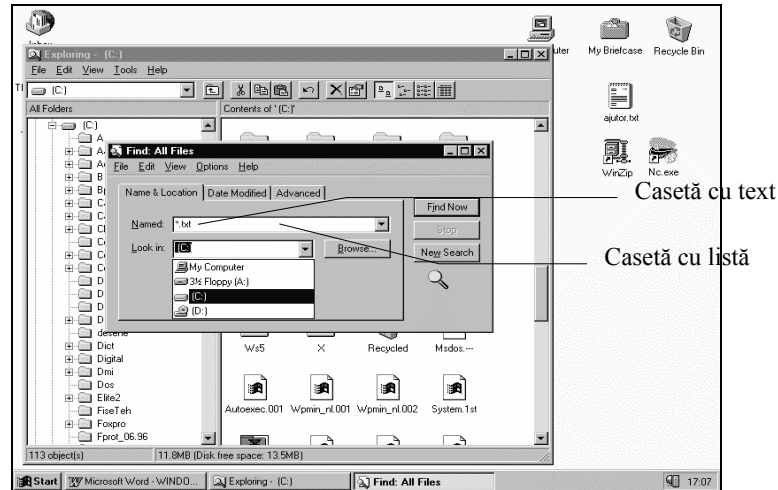 Inbox
uter
My Briefcase
Recycle Bin
Exploring - (C:)
File Edit View Tools Help
(C:)
All Folders
Contents of '(C:)'
(C:)
ajutor.txt
WinZip
Nc.exe
Find: All Files
File Edit View Options Help
Name & Location
Date Modified
Advanced
Named:
*.txt
Look in:
(C:)
Browse...
Find Now
Stop
New Search
My Computer
3½ Floppy (A:)
(C:)
(D:)
Casetă cu text
Casetă cu listă
deserie
Dict
Digital
Dmi
Dos
Elite2
FiseTeh
Foxpro
Fprot_06.96
Ws5
X
Recycled
Msdos.---
Autoexec.001
Wpmin_nl.001
Wpmin_nl.002
System.1st
113 object(s)
11.8MB (Disk free space: 13.5MB)
Start
Microsoft Word - WINDO...
Exploring - (C:)
Find: All Files
17:07